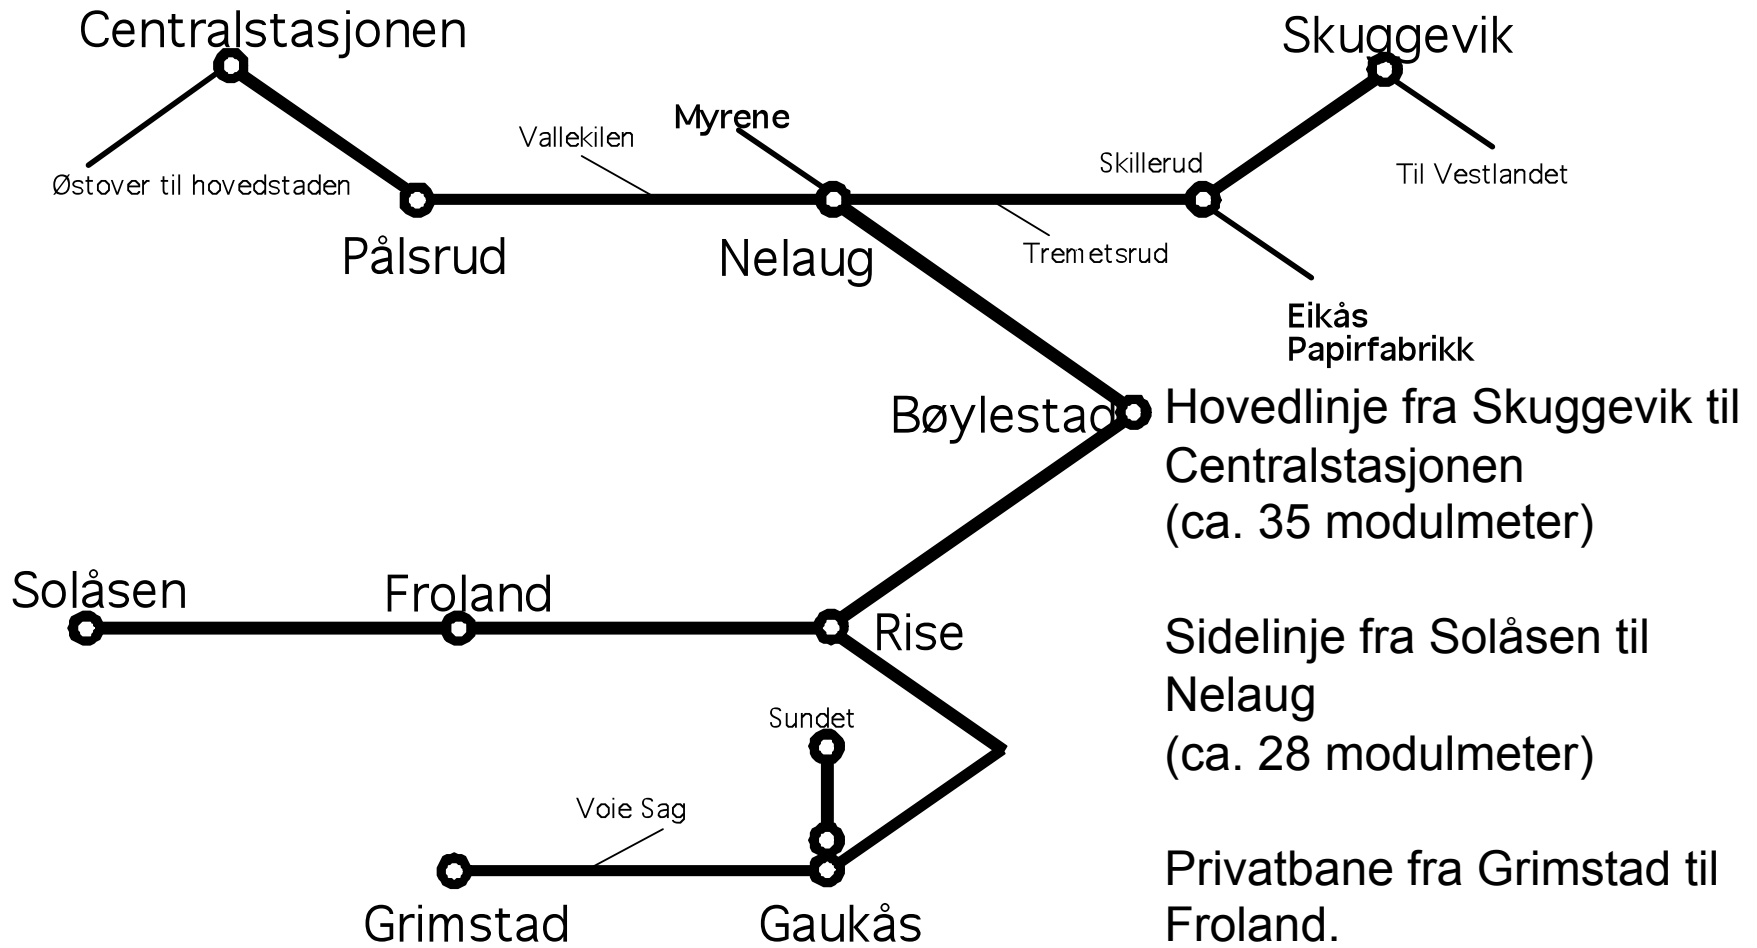 Centralstasjonen
Skuggevik
Myrene
Vallekilen
Skillerud
Til Vestlandet
Østover til hovedstaden
Pålsrud
Nelaug
Tremetsrud
Eikås
Papirfabrikk
Bøylestad
Hovedlinje fra Skuggevik til
Centralstasjonen
(ca. 35 modulmeter)
Solåsen
Froland
Rise
Sidelinje fra Solåsen til
Nelaug
(ca. 28 modulmeter)
Sundet
Voie Sag
Grimstad
Gaukås
Privatbane fra Grimstad til
Froland.